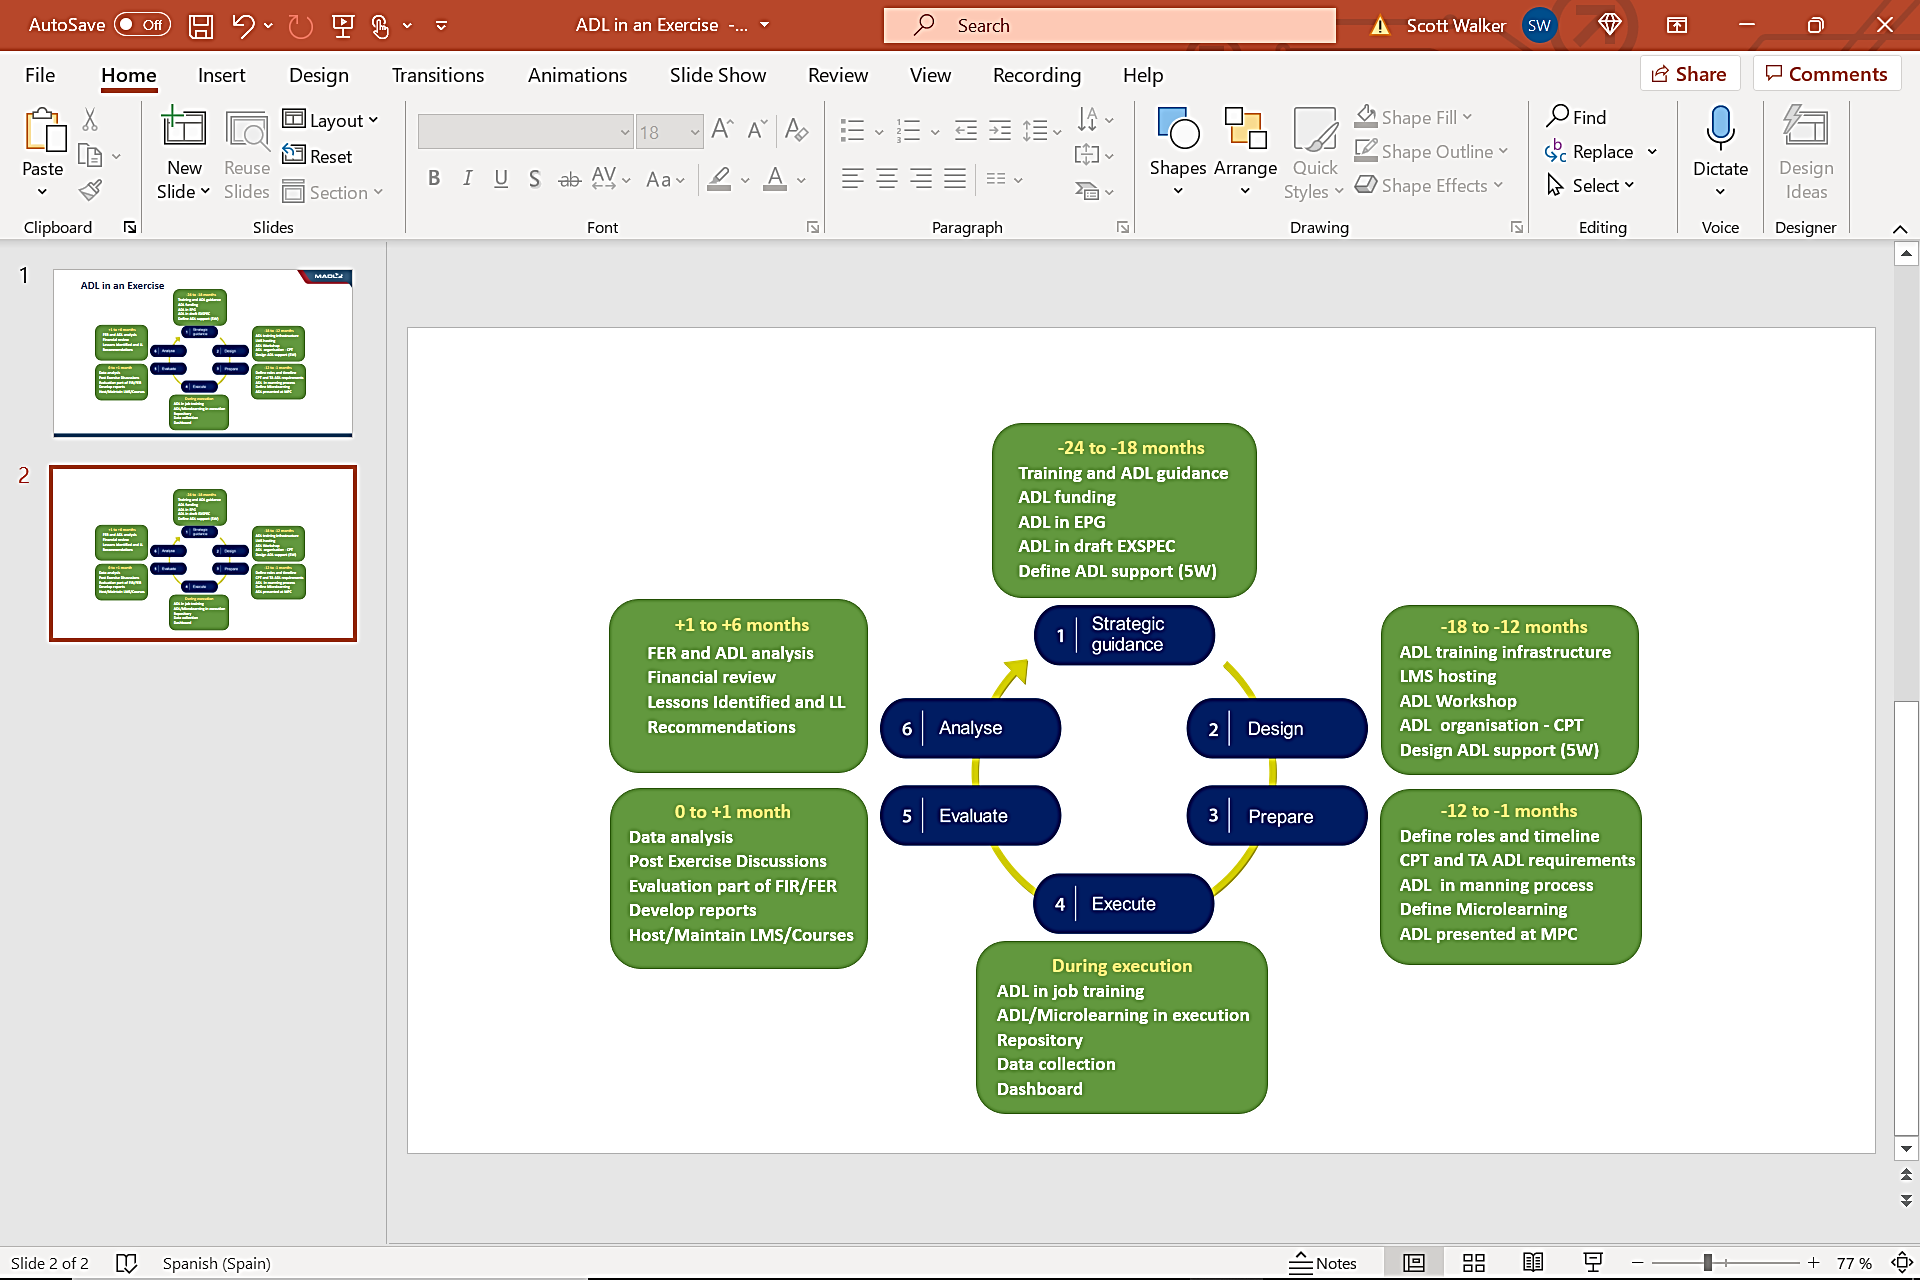 AutoSave Off
ADL in an Exercise -...
Search
Scott Walker SW
File Home Insert Design Transitions Animations Slide Show Review View Recording Help
Share Comments
Paste
Clipboard
New Slide
Reuse Slides
Layout
Reset
Section
Slides
18
B I U S ab AV Aa A
Font
Paragraph
Shapes
Arrange
Quick Styles
Shape Fill
Shape Outline
Shape Effects
Drawing
Find
Replace
Select
Editing
Dictate
Voice
Design Ideas
Designer
1
ADL in an Exercise
2
-24 to -18 months
Training and ADL guidance
ADL funding
ADL in EPG
ADL in draft EXSPEC
Define ADL support (5W)
1 Strategic
guidance
-18 to -12 months
ADL training infrastructure
LMS hosting
ADL Workshop
ADL  organisation - CPT
Design ADL support (5W)
2 Design
-12 to -1 months
Define roles and timeline
CPT and TA ADL requirements
ADL  in manning process
Define Microlearning
ADL presented at MPC
3 Prepare
4 Execute
During execution
ADL in job training
ADL/Microlearning in execution
Repository
Data collection
Dashboard
5 Evaluate
0 to +1 month
Data analysis
Post Exercise Discussions
Evaluation part of FIR/FER
Develop reports
Host/Maintain LMS/Courses
6 Analyse
+1 to +6 months
FER and ADL analysis
Financial review
Lessons Identified and LL
Recommendations
Slide 2 of 2 Spanish (Spain)
Notes
77 %